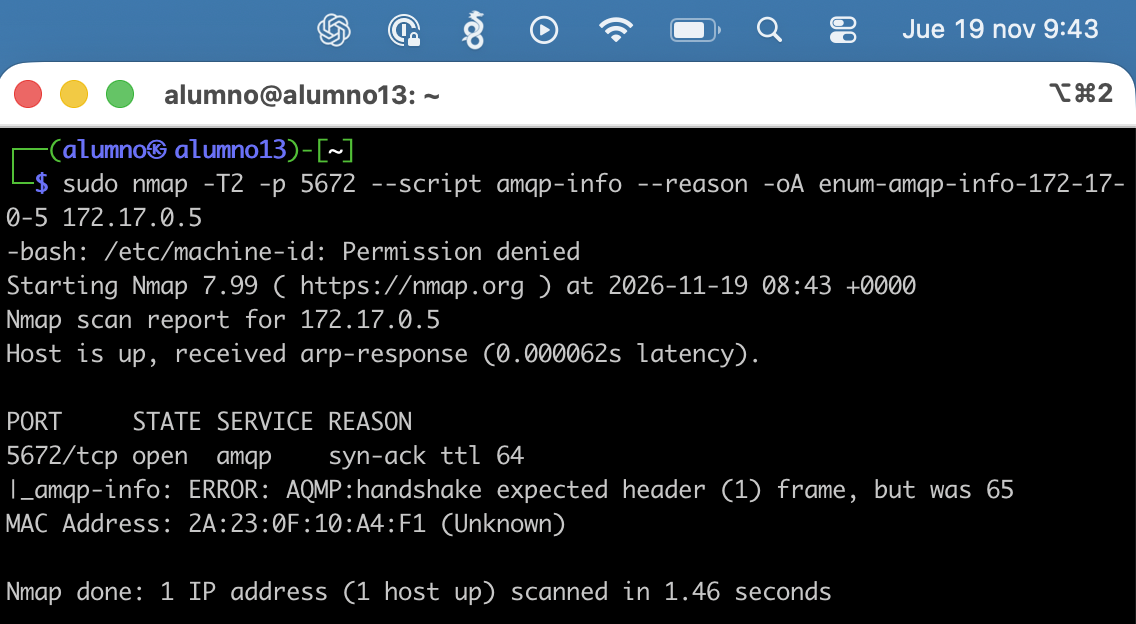 Jue 19 nov 9:43
alumno@alumno13: ~ ⌥⌘2
┌──(alumno㉿ alumno13)-[~]
└─$ sudo nmap -T2 -p 5672 --script amqp-info --reason -oA enum-amqp-info-172-17-
0-5 172.17.0.5
-bash: /etc/machine-id: Permission denied
Starting Nmap 7.99 ( https://nmap.org ) at 2026-11-19 08:43 +0000
Nmap scan report for 172.17.0.5
Host is up, received arp-response (0.000062s latency).
PORT     STATE SERVICE REASON
5672/tcp open  amqp    syn-ack ttl 64
|_amqp-info: ERROR: AQMP:handshake expected header (1) frame, but was 65
MAC Address: 2A:23:0F:10:A4:F1 (Unknown)
Nmap done: 1 IP address (1 host up) scanned in 1.46 seconds